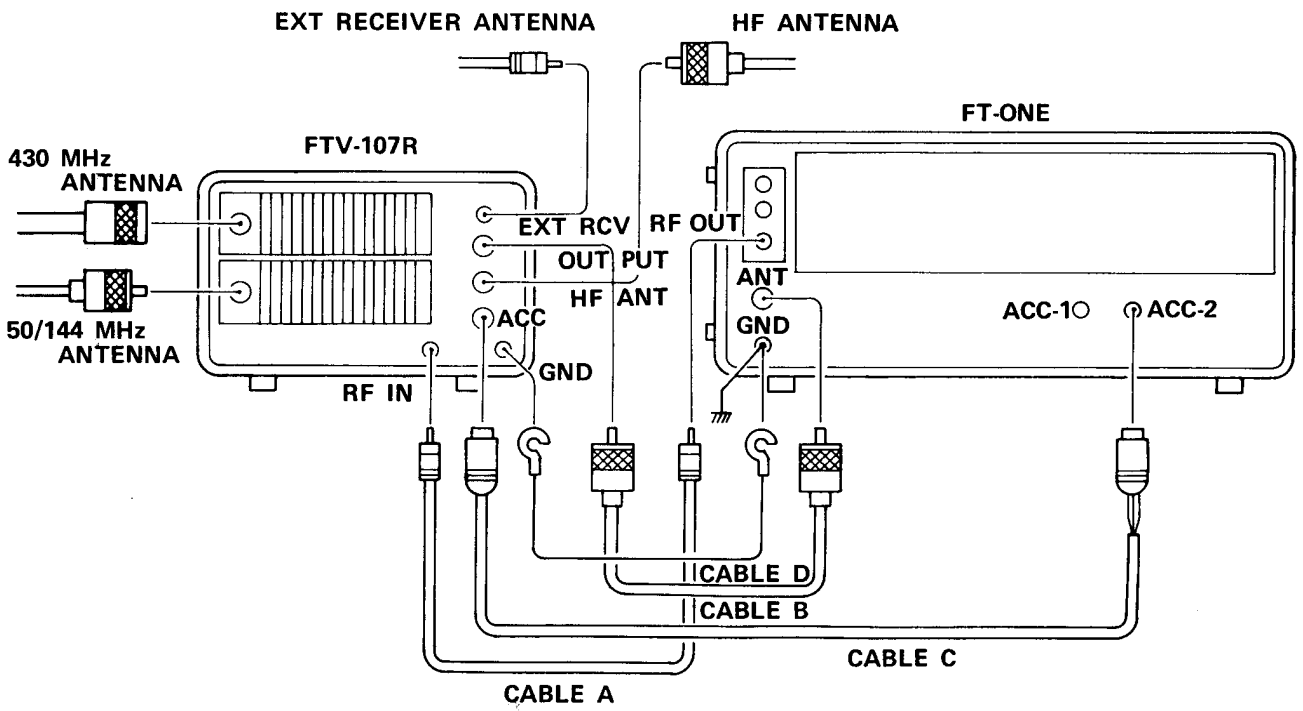 EXT RECEIVER ANTENNA
HF ANTENNA
FT-ONE
FTV-107R
430 MHz
ANTENNA
EXT RCV
RF OUT
OUT PUT
ANT
HF ANT
ACC-1
ACC-2
ACC
GND
50/144 MHz
ANTENNA
GND
RF IN
CABLE D
CABLE B
CABLE C
CABLE A